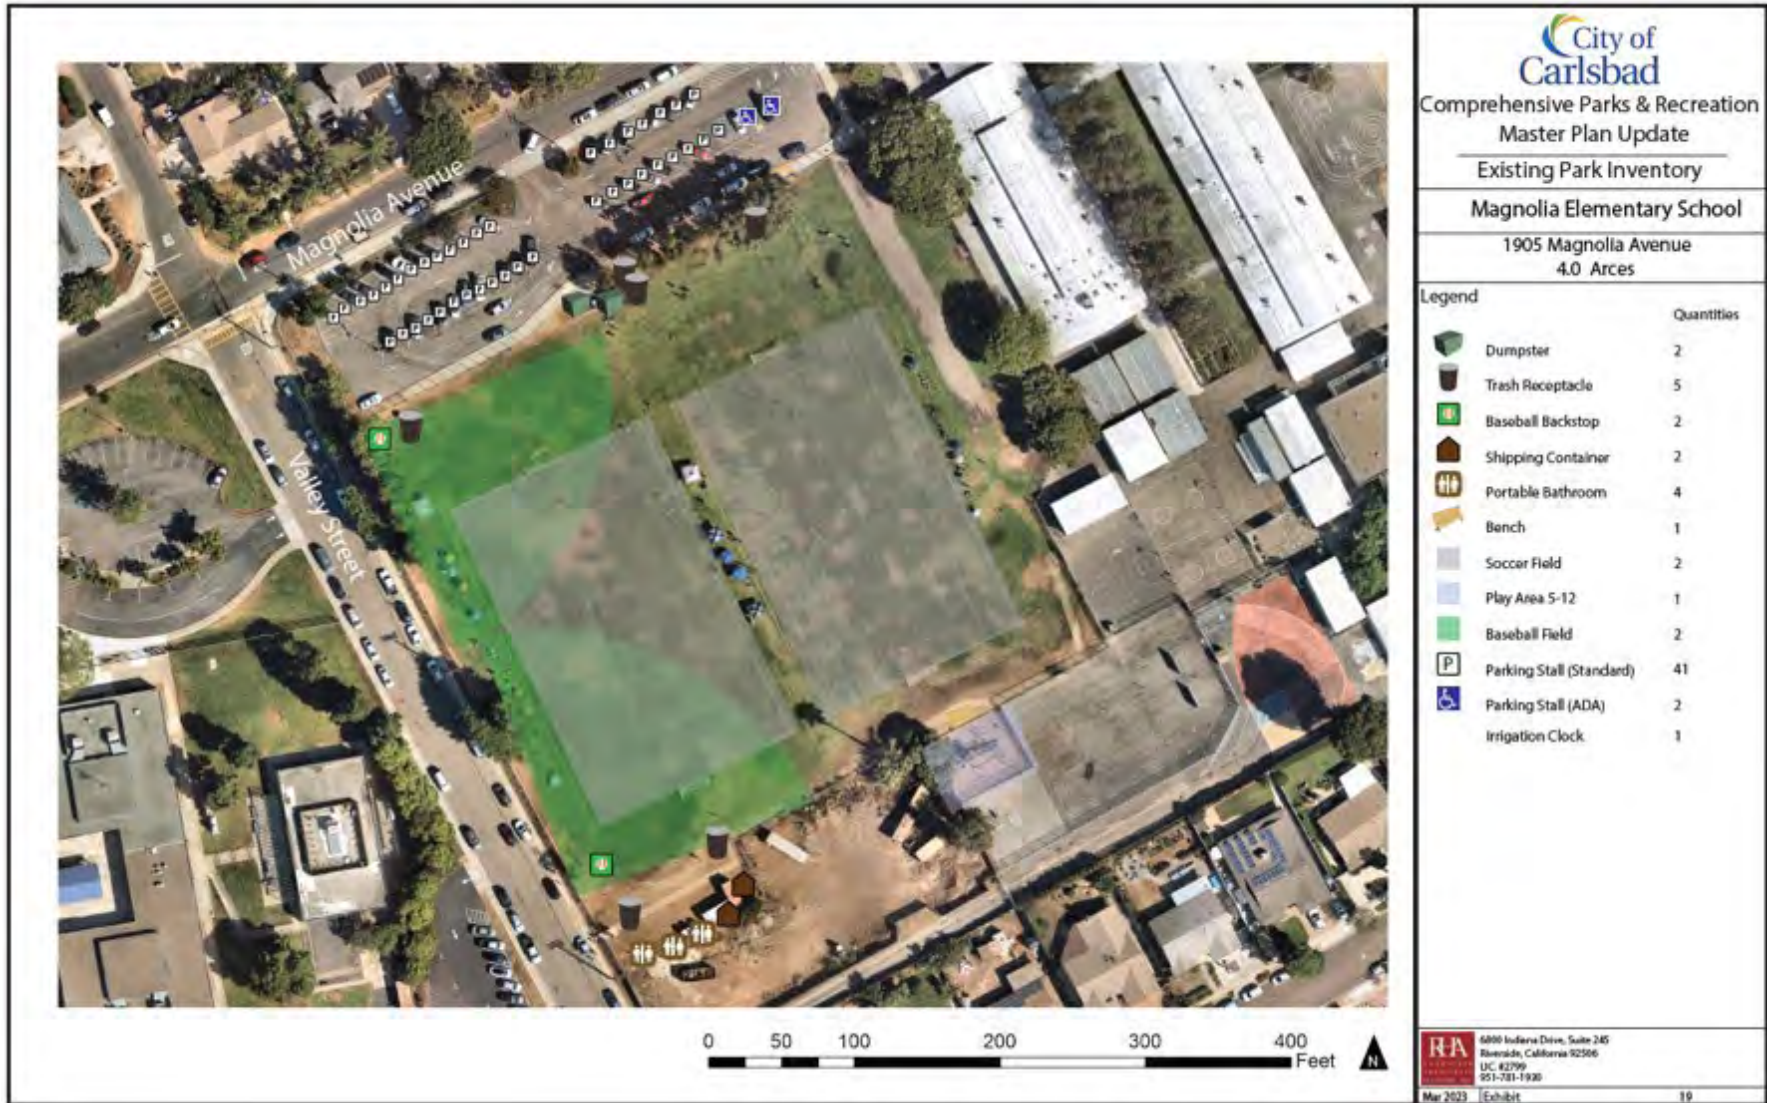 City of
Carlsbad
Comprehensive Parks & Recreation
Master Plan Update
Existing Park Inventory
Magnolia Elementary School
1905 Magnolia Avenue
4.0 Arces
Legend
Quantities
Dumpster 2
Trash Receptacle 5
Baseball Backstop 2
Shipping Container 2
Portable Bathroom 4
Bench 1
Soccer Field 2
Play Area 5-12 1
Baseball Field 2
P Parking Stall (Standard) 41
Parking Stall (ADA) 2
Irrigation Clock 1
Magnolia Avenue
Valley Street
0 50 100 200 300 400
Feet
N
RHA
6800 Indiana Drive, Suite 245
Riverside, California 92506
LIC. #2799
951-781-1930
Mar 2023 Exhibit 19